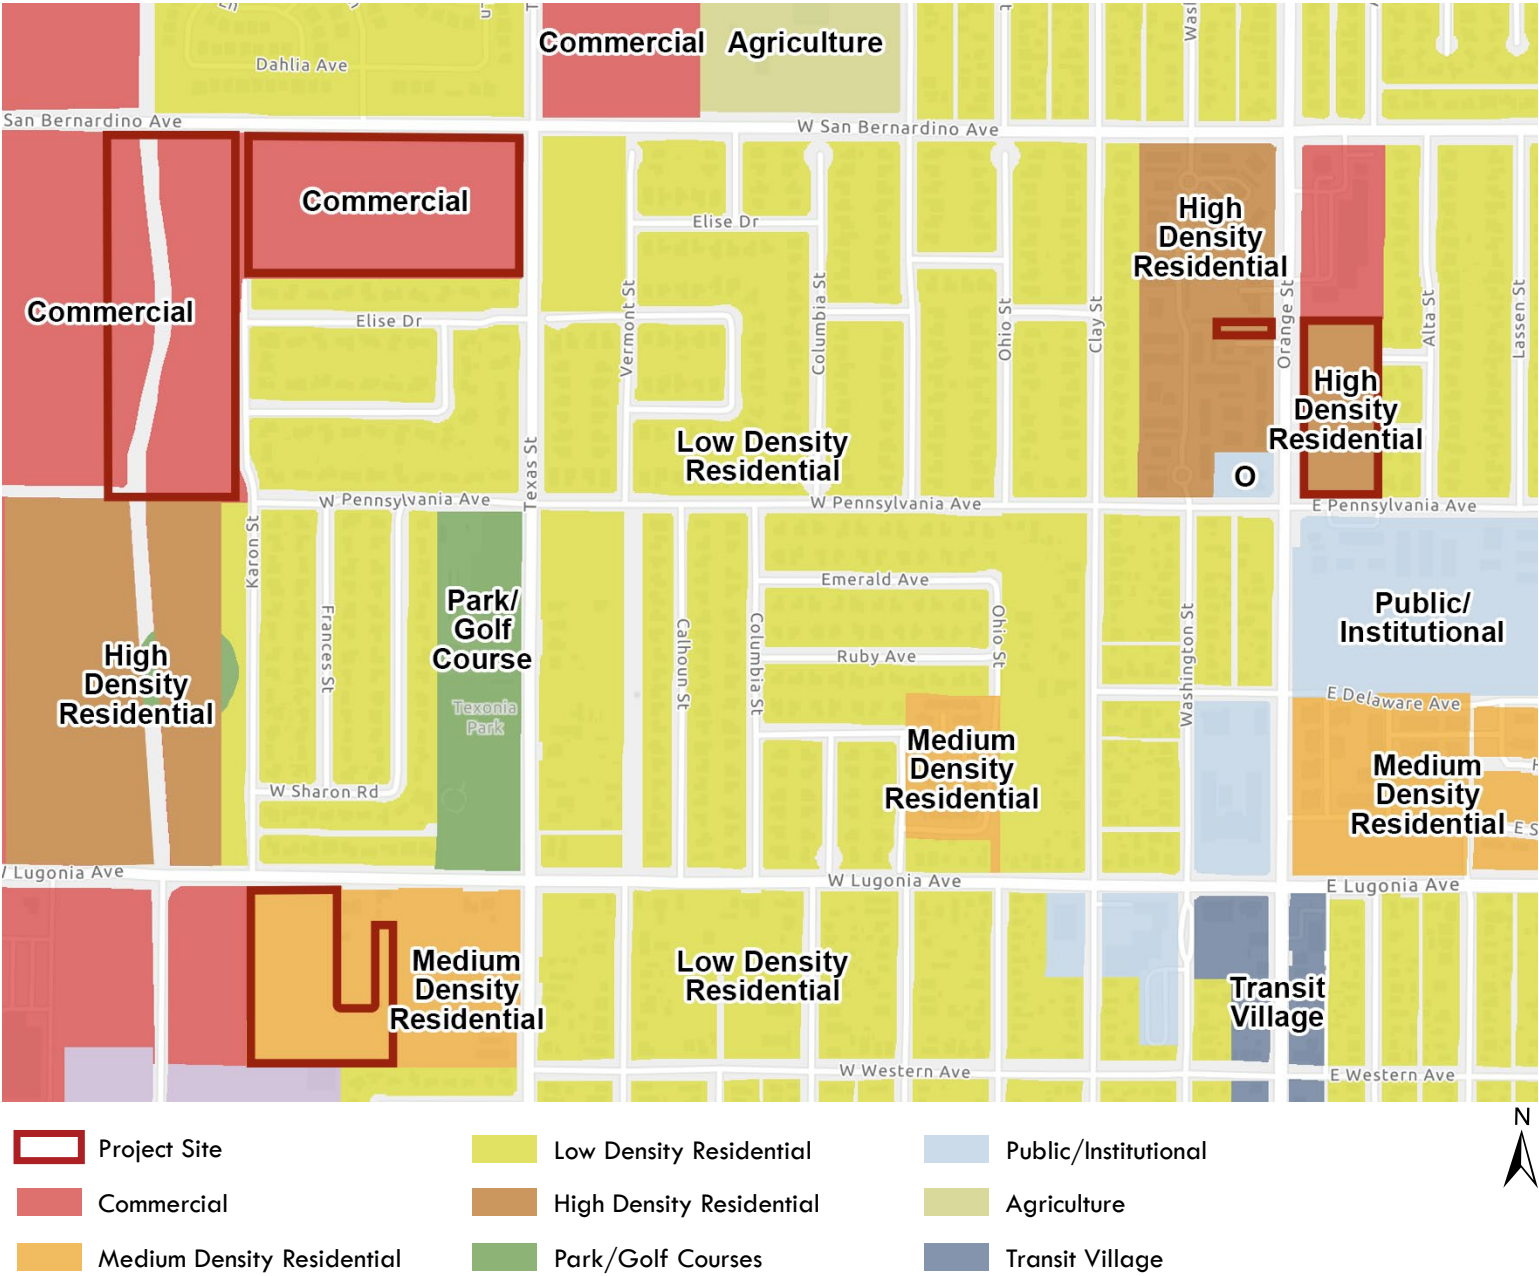 Commercial
Agriculture
Dahlia Ave
San Bernardino Ave
W San Bernardino Ave
Commercial
Commercial
Elise Dr
Elise Dr
High
Density
Residential
Vermont St
Columbia St
Ohio St
Clay St
Orange St
Alta St
Lassen St
High
Density
Residential
Low Density
Residential
Texas St
O
W Pennsylvania Ave
W Pennsylvania Ave
E Pennsylvania Ave
Karon St
Frances St
Park/
Golf
Course
Texonia
Park
Calhoun St
Columbia St
Emerald Ave
Ohio St
Ruby Ave
Washington St
Public/
Institutional
High
Density
Residential
E Delaware Ave
Medium
Density
Residential
Medium
Density
Residential
W Sharon Rd
E S
Lugonia Ave
W Lugonia Ave
E Lugonia Ave
Medium
Density
Residential
Low Density
Residential
Transit
Village
W Western Ave
E Western Ave
N
Project Site
Commercial
Medium Density Residential
Low Density Residential
High Density Residential
Park/Golf Courses
Public/Institutional
Agriculture
Transit Village